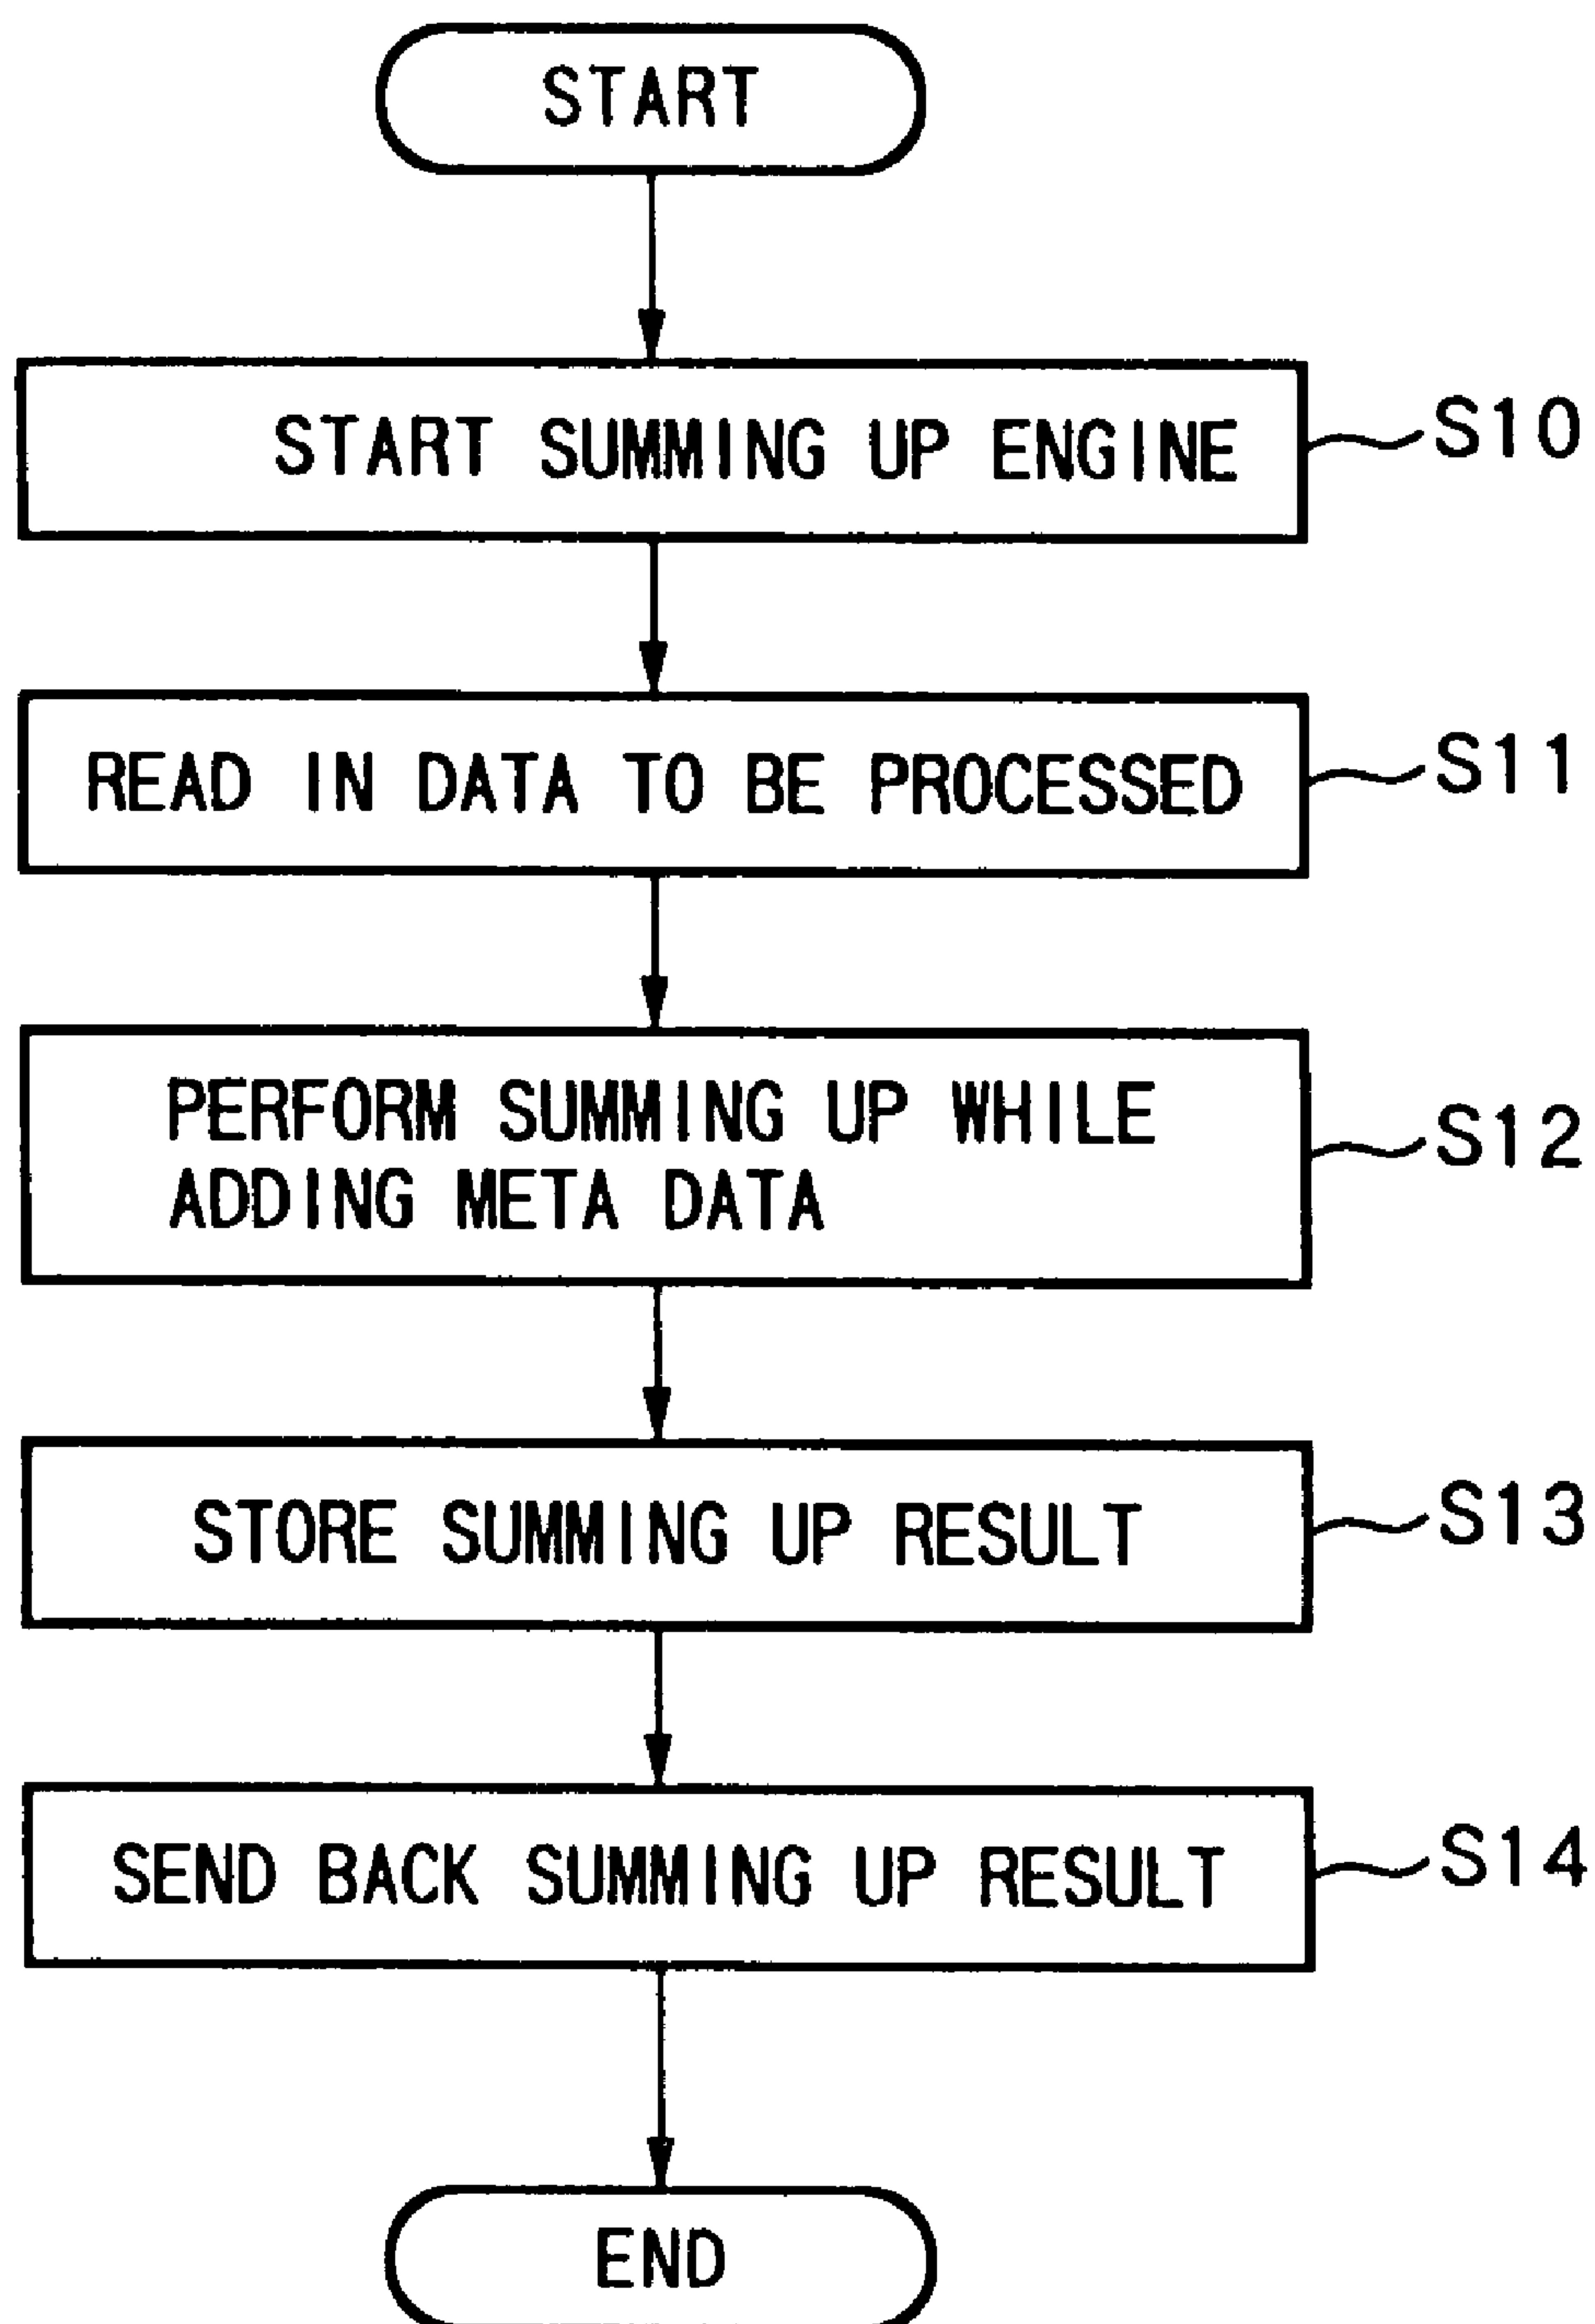 START
START SUMMING UP ENGINE
S10
READ IN DATA TO BE PROCESSED
S11
PERFORM SUMMING UP WHILE
ADDING META DATA
S12
STORE SUMMING UP RESULT
S13
SEND BACK SUMMING UP RESULT
S14
END